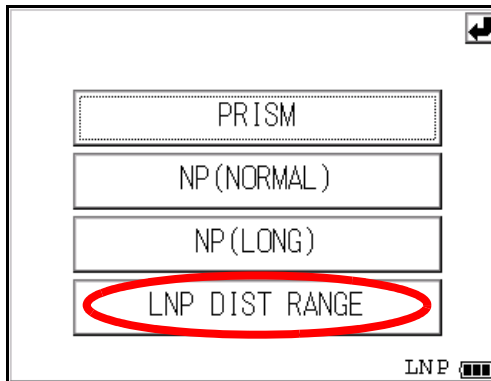 PRISM
NP(NORMAL)
NP(LONG)
LNP DIST RANGE
LNP